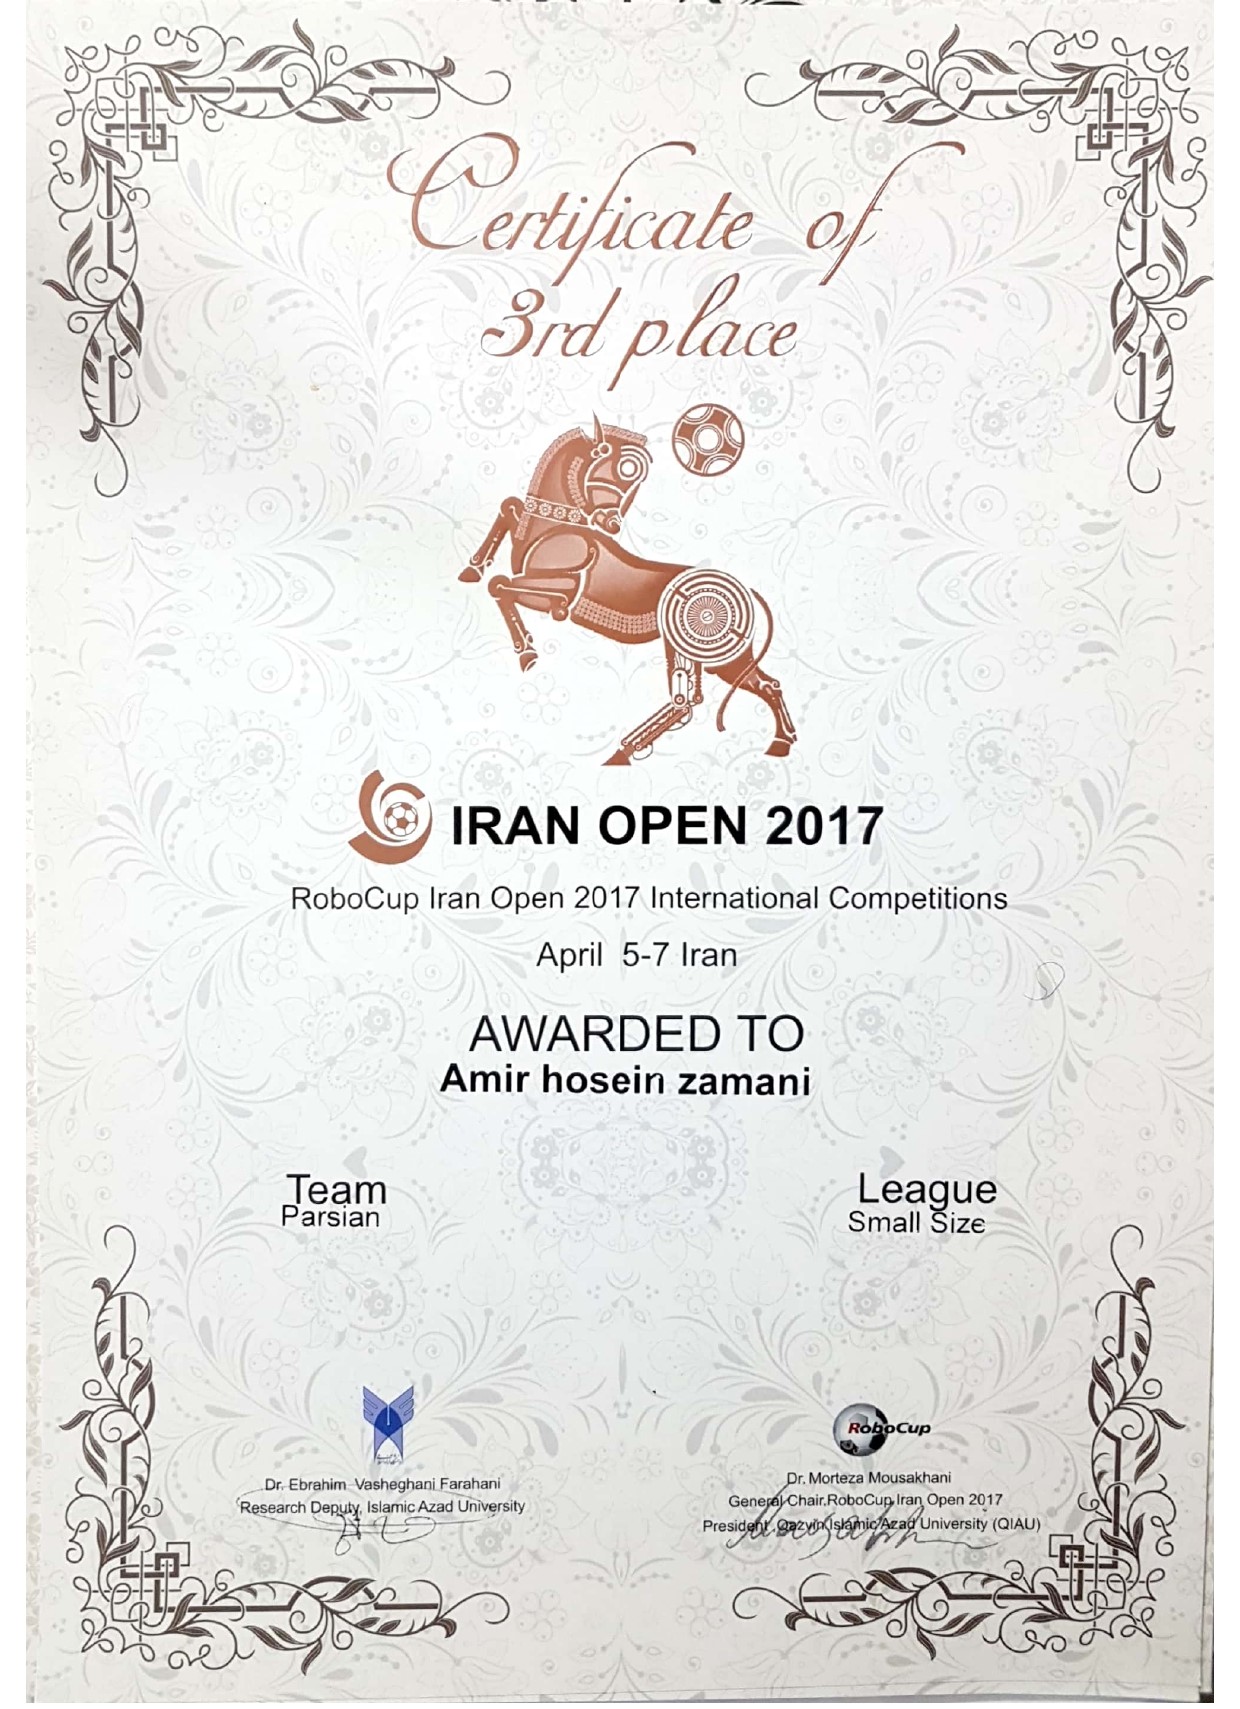 Certificate of
3rd place
IRAN OPEN 2017
RoboCup Iran Open 2017 International Competitions
April 5-7 Iran
AWARDED TO
Amir hosein zamani
Team
Parsian
League
Small Size
RoboCup
Dr. Ebrahim Vasheghani Farahani
Research Deputy, Islamic Azad University
Dr. Morteza Mousakhani
General Chair,RoboCup Iran Open 2017
President ,Qazvin Islamic Azad University (QIAU)